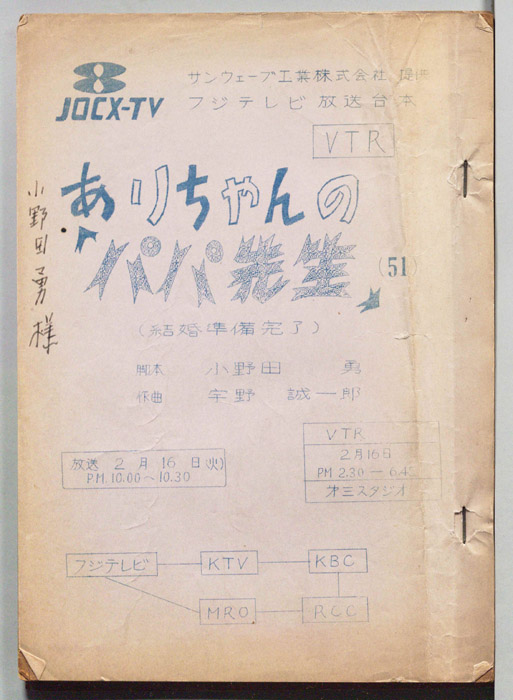 サンウェーブ工業株式会社 提供
JOCX-TV
フジテレビ放送台本
VTR
ありちゃんの
パパ先生
(51)
(結婚準備完了)
脚本 小野田 勇
作曲 宇野 誠一郎
小野田勇様
放送 2月16日(火)
P.M.10.00~10.30
VTR
2月16日
PM 2.30 — 6.4
才三スタジオ
フジテレビ
KTV
KBC
MRO
RCC